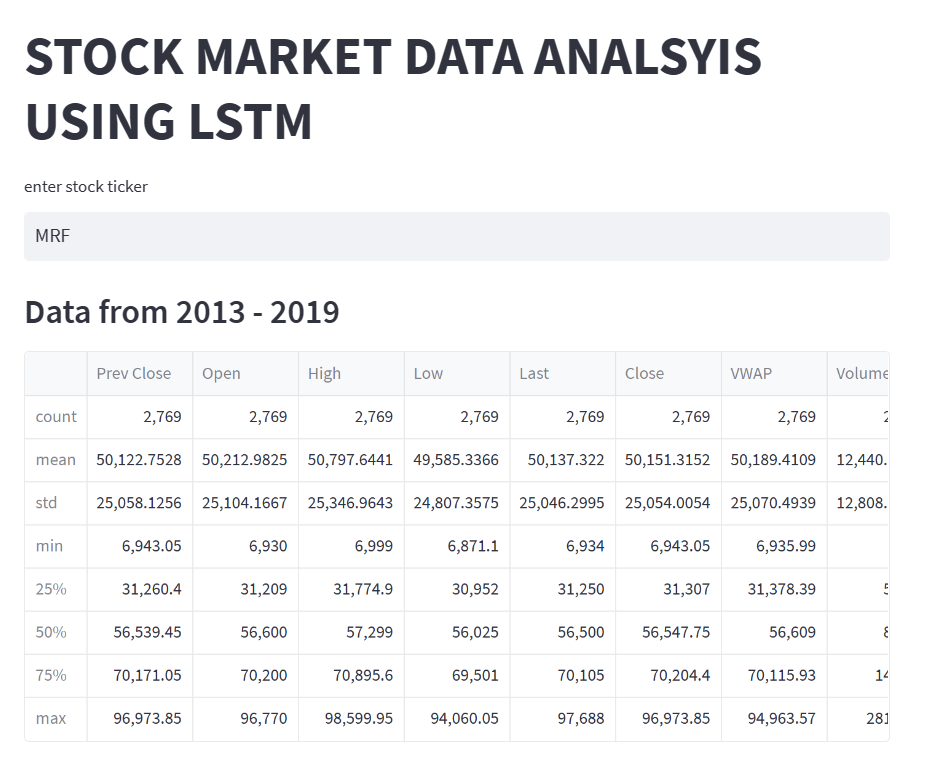 STOCK MARKET DATA ANALSYIS
USING LSTM
enter stock ticker
MRF
Data from 2013 - 2019
Prev Close Open High Low Last Close VWAP Volume
count 2,769 2,769 2,769 2,769 2,769 2,769 2,769
mean 50,122.7528 50,212.9825 50,797.6441 49,585.3366 50,137.322 50,151.3152 50,189.4109 12,440.
std 25,058.1256 25,104.1667 25,346.9643 24,807.3575 25,046.2995 25,054.0054 25,070.4939 12,808.
min 6,943.05 6,930 6,999 6,871.1 6,934 6,943.05 6,935.99
25% 31,260.4 31,209 31,774.9 30,952 31,250 31,307 31,378.39
50% 56,539.45 56,600 57,299 56,025 56,500 56,547.75 56,609
75% 70,171.05 70,200 70,895.6 69,501 70,105 70,204.4 70,115.93 14
max 96,973.85 96,770 98,599.95 94,060.05 97,688 96,973.85 94,963.57 281